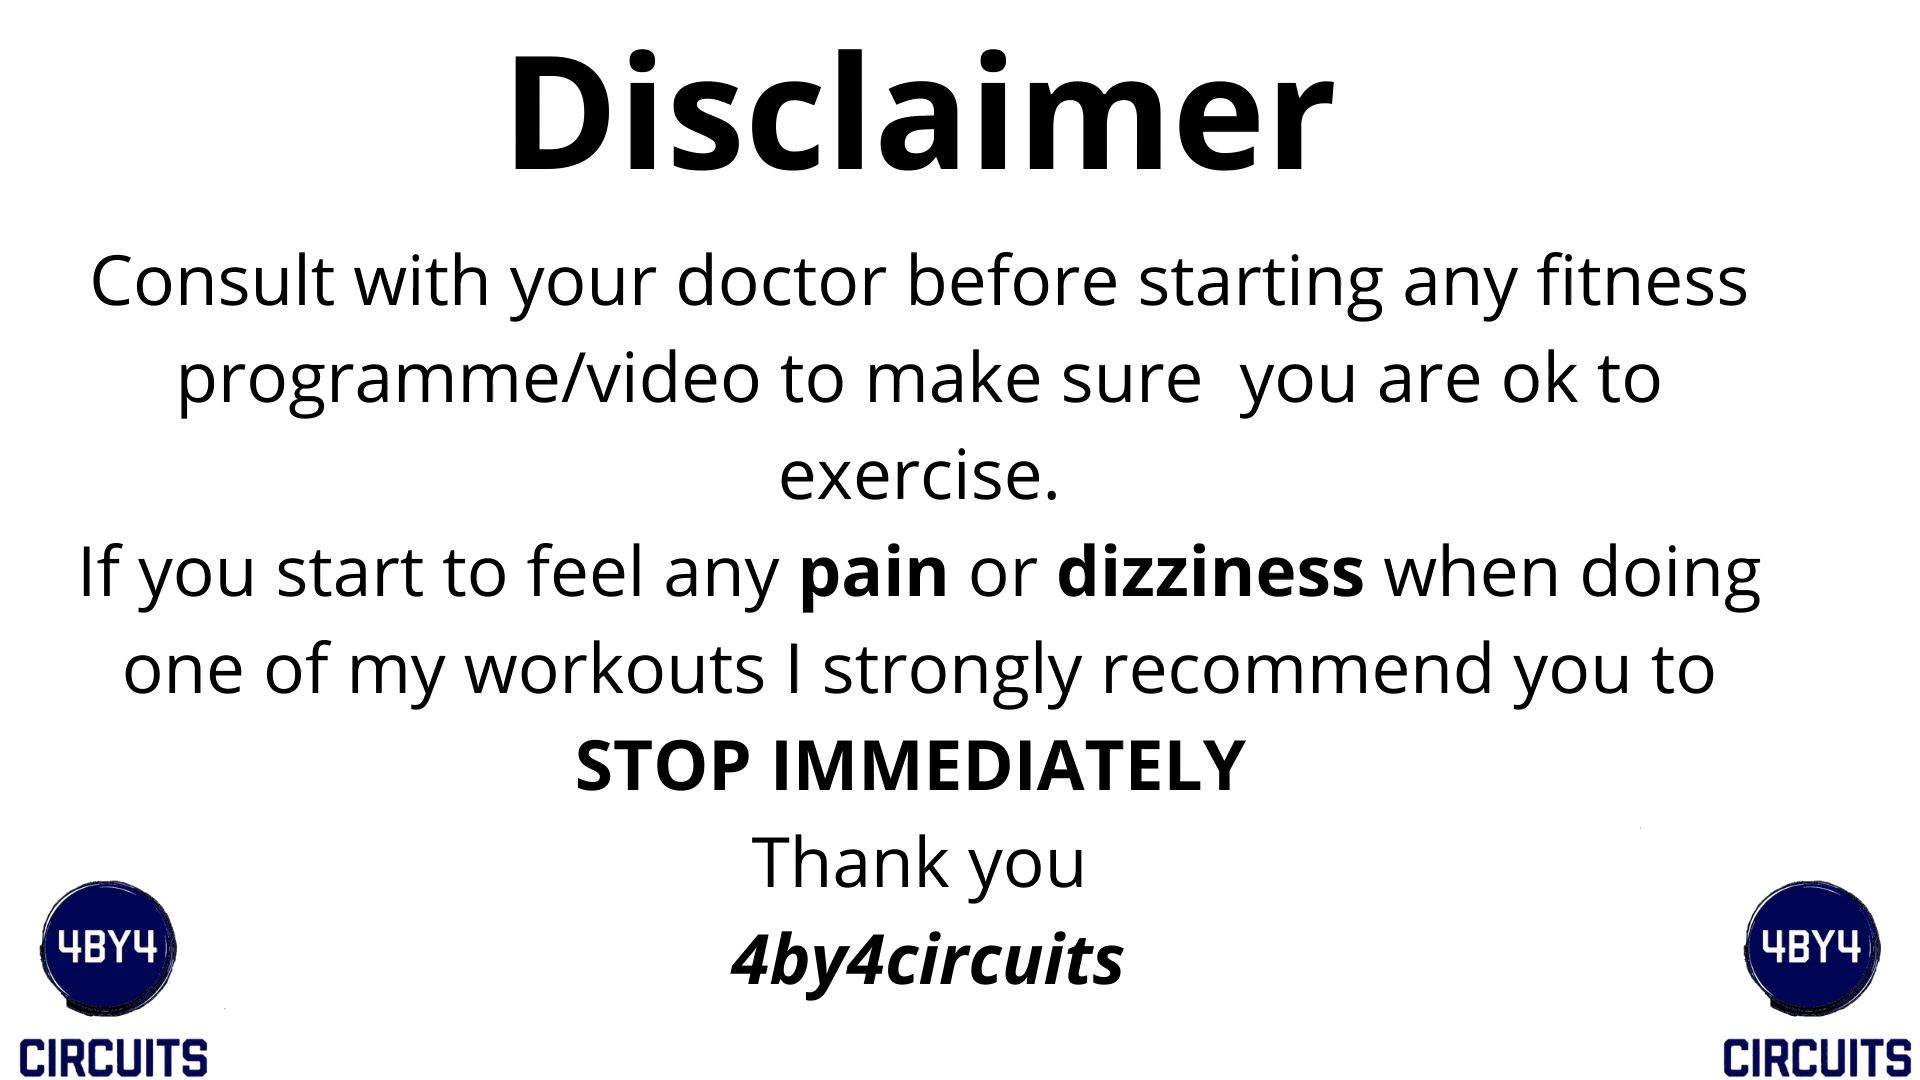 Disclaimer
Consult with your doctor before starting any fitness
programme/video to make sure  you are ok to
exercise.
If you start to feel any pain or dizziness when doing
one of my workouts I strongly recommend you to
STOP IMMEDIATELY
Thank you
4by4circuits
4BY4
CIRCUITS
4BY4
CIRCUITS